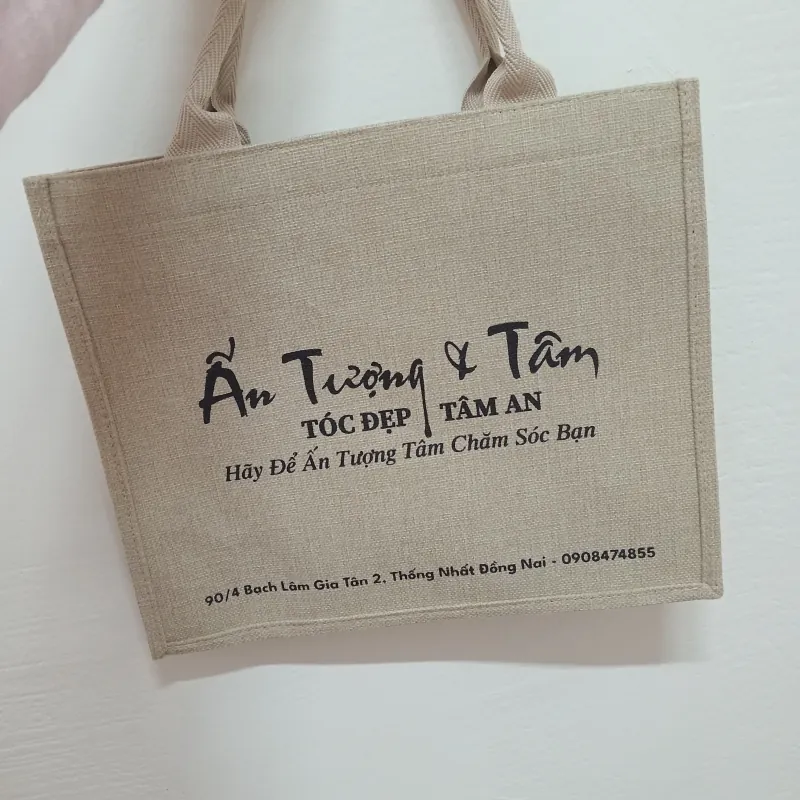 Ấn Tượng & Tâm
TÓC ĐẸP TÂM AN
Hãy Để Ấn Tượng Tâm Chăm Sóc Bạn
90/4 Bạch Lâm Gia Tân 2, Thống Nhất Đồng Nai - 0908474855